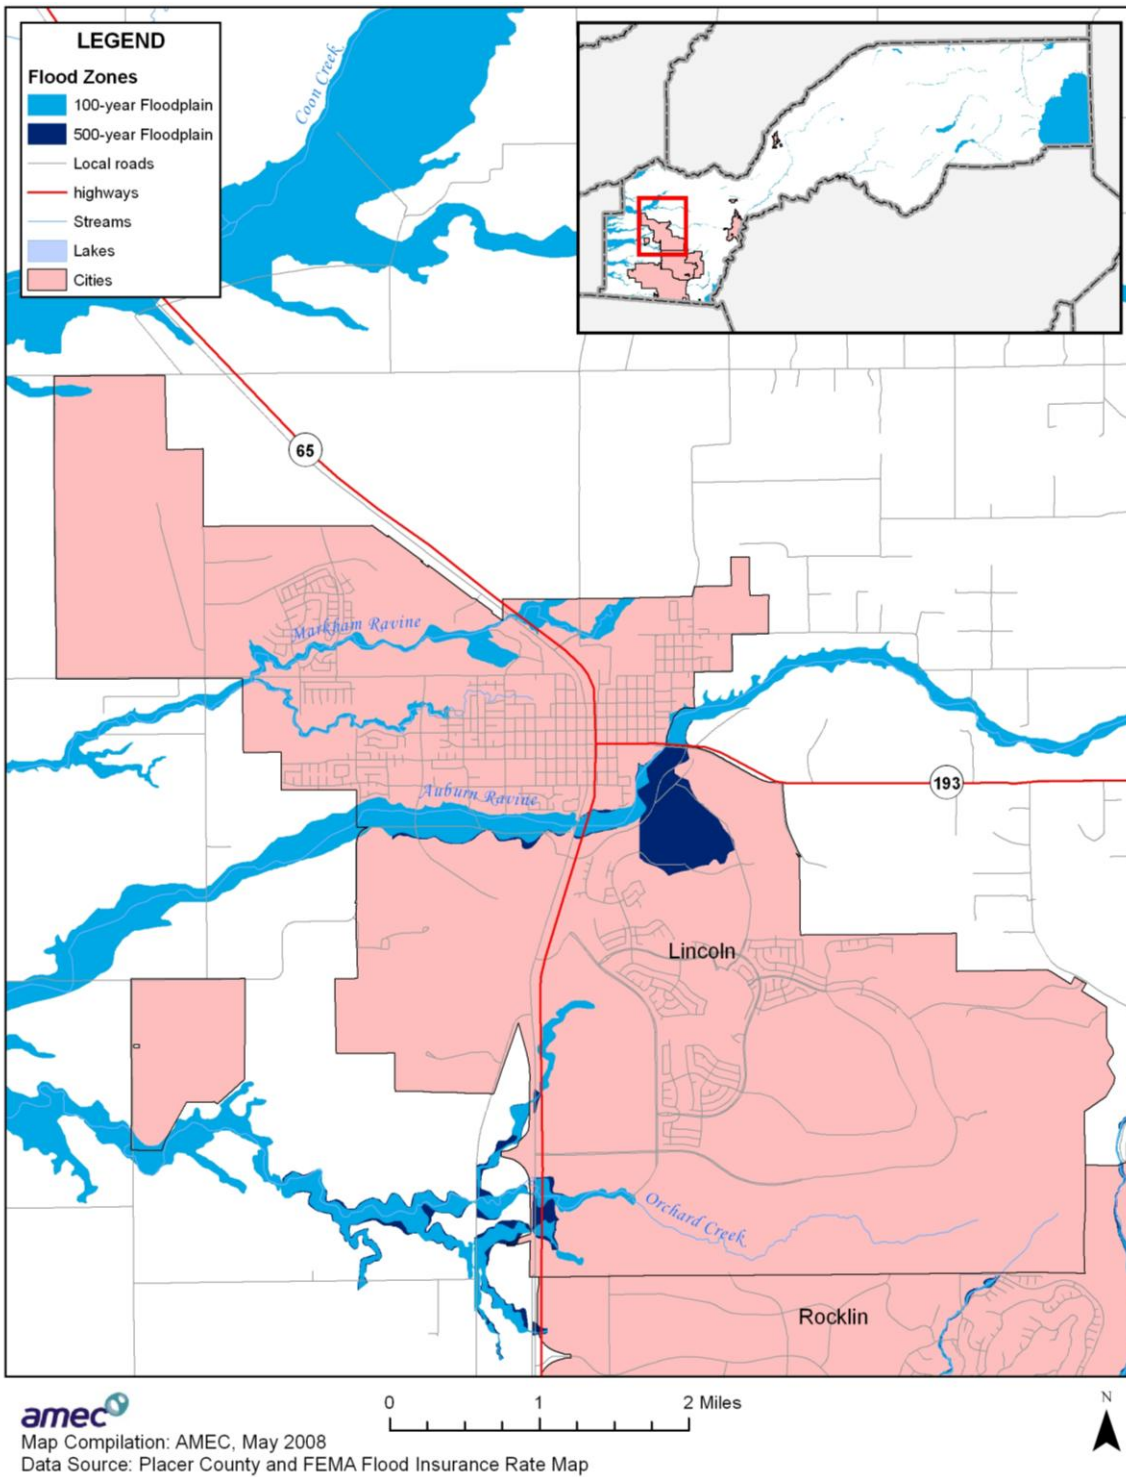 LEGEND
Flood Zones
100-year Floodplain
500-year Floodplain
Local roads
highways
Streams
Lakes
Cities
Coon Creek
65
Markham Ravine
193
Auburn Ravine
Lincoln
Orchard Creek
Rocklin
0 1 2 Miles
N
amec
Map Compilation: AMEC, May 2008
Data Source: Placer County and FEMA Flood Insurance Rate Map